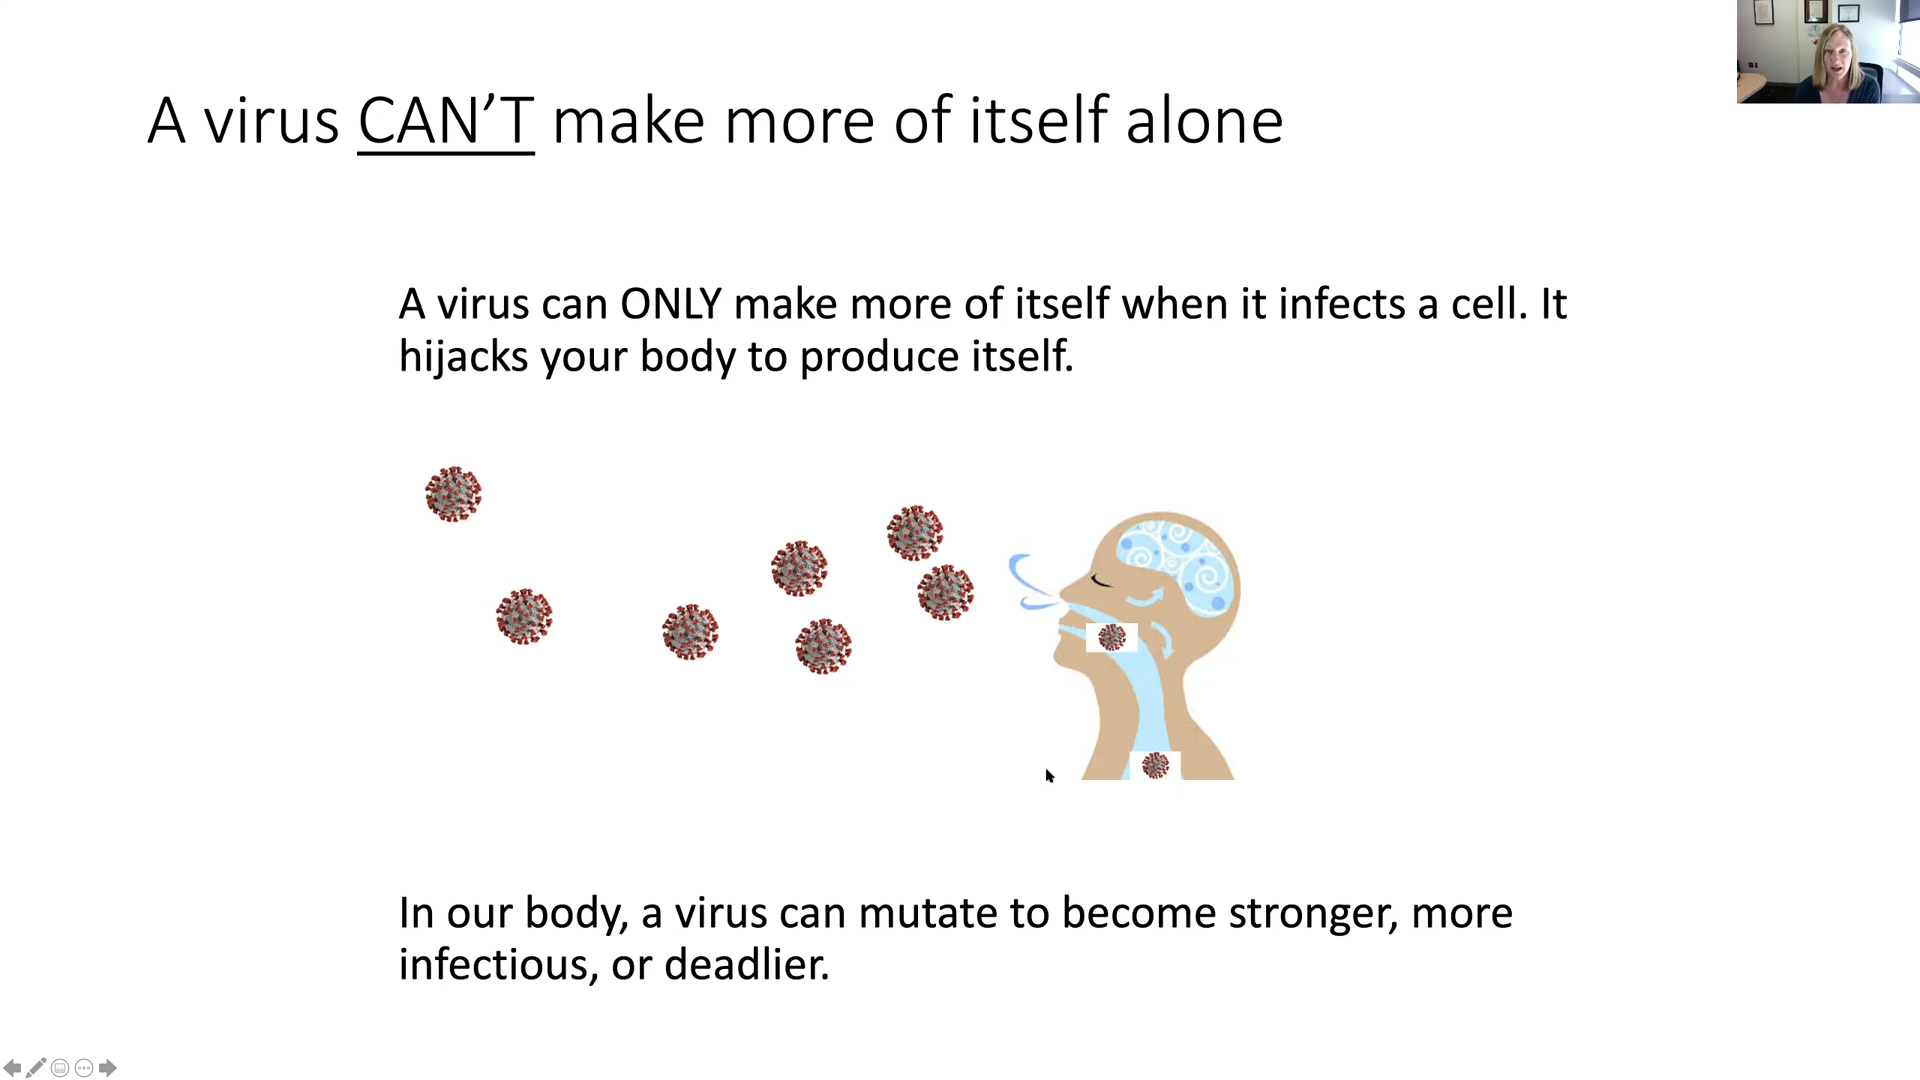 A virus CAN’T make more of itself alone
A virus can ONLY make more of itself when it infects a cell. It
hijacks your body to produce itself.
In our body, a virus can mutate to become stronger, more
infectious, or deadlier.